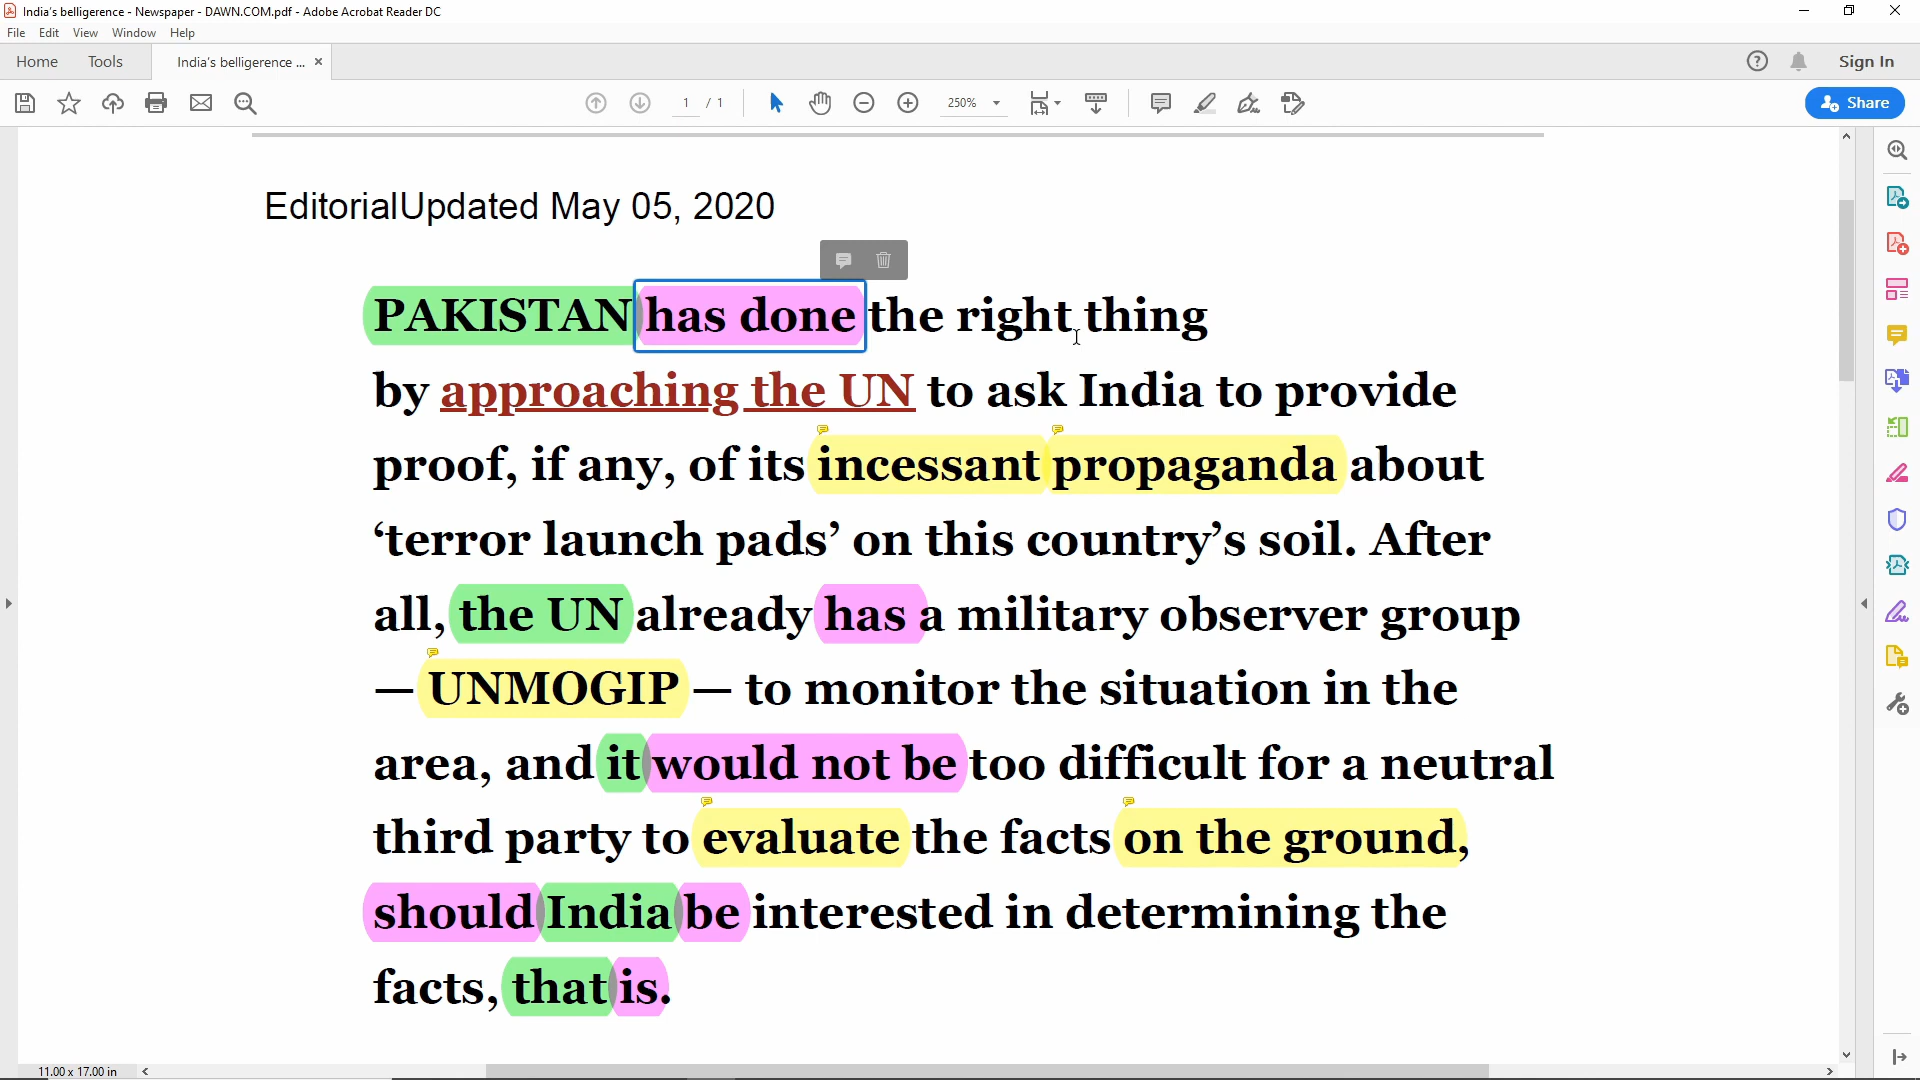 India's belligerence - Newspaper - DAWN.COM.pdf - Adobe Acrobat Reader DC
File Edit View Window Help
Home Tools India's belligerence ... × Sign In
1 / 1 250% Share
EditorialUpdated May 05, 2020
PAKISTAN has done the right thing
by approaching the UN to ask India to provide
proof, if any, of its incessant propaganda about
‘terror launch pads’ on this country’s soil. After
all, the UN already has a military observer group
— UNMOGIP — to monitor the situation in the
area, and it would not be too difficult for a neutral
third party to evaluate the facts on the ground,
should India be interested in determining the
facts, that is.
11.00 x 17.00 in